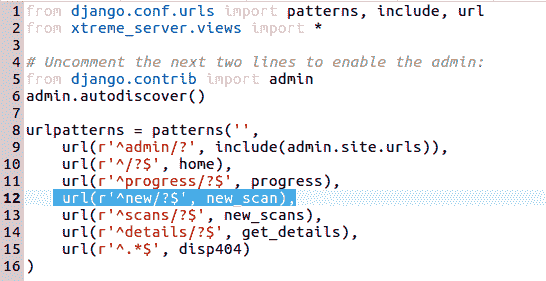 1 from django.conf.urls import patterns, include, url
2 from xtreme_server.views import *
3
4 # Uncomment the next two lines to enable the admin:
5 from django.contrib import admin
6 admin.autodiscover()
7
8 urlpatterns = patterns('',
9     url(r'^admin/?', include(admin.site.urls)),
10     url(r'^/?$', home),
11     url(r'^progress/?$', progress),
12     url(r'^new/?$', new_scan),
13     url(r'^scans/?$', new_scans),
14     url(r'^details/?$', get_details),
15     url(r'^.*$', disp404)
16 )